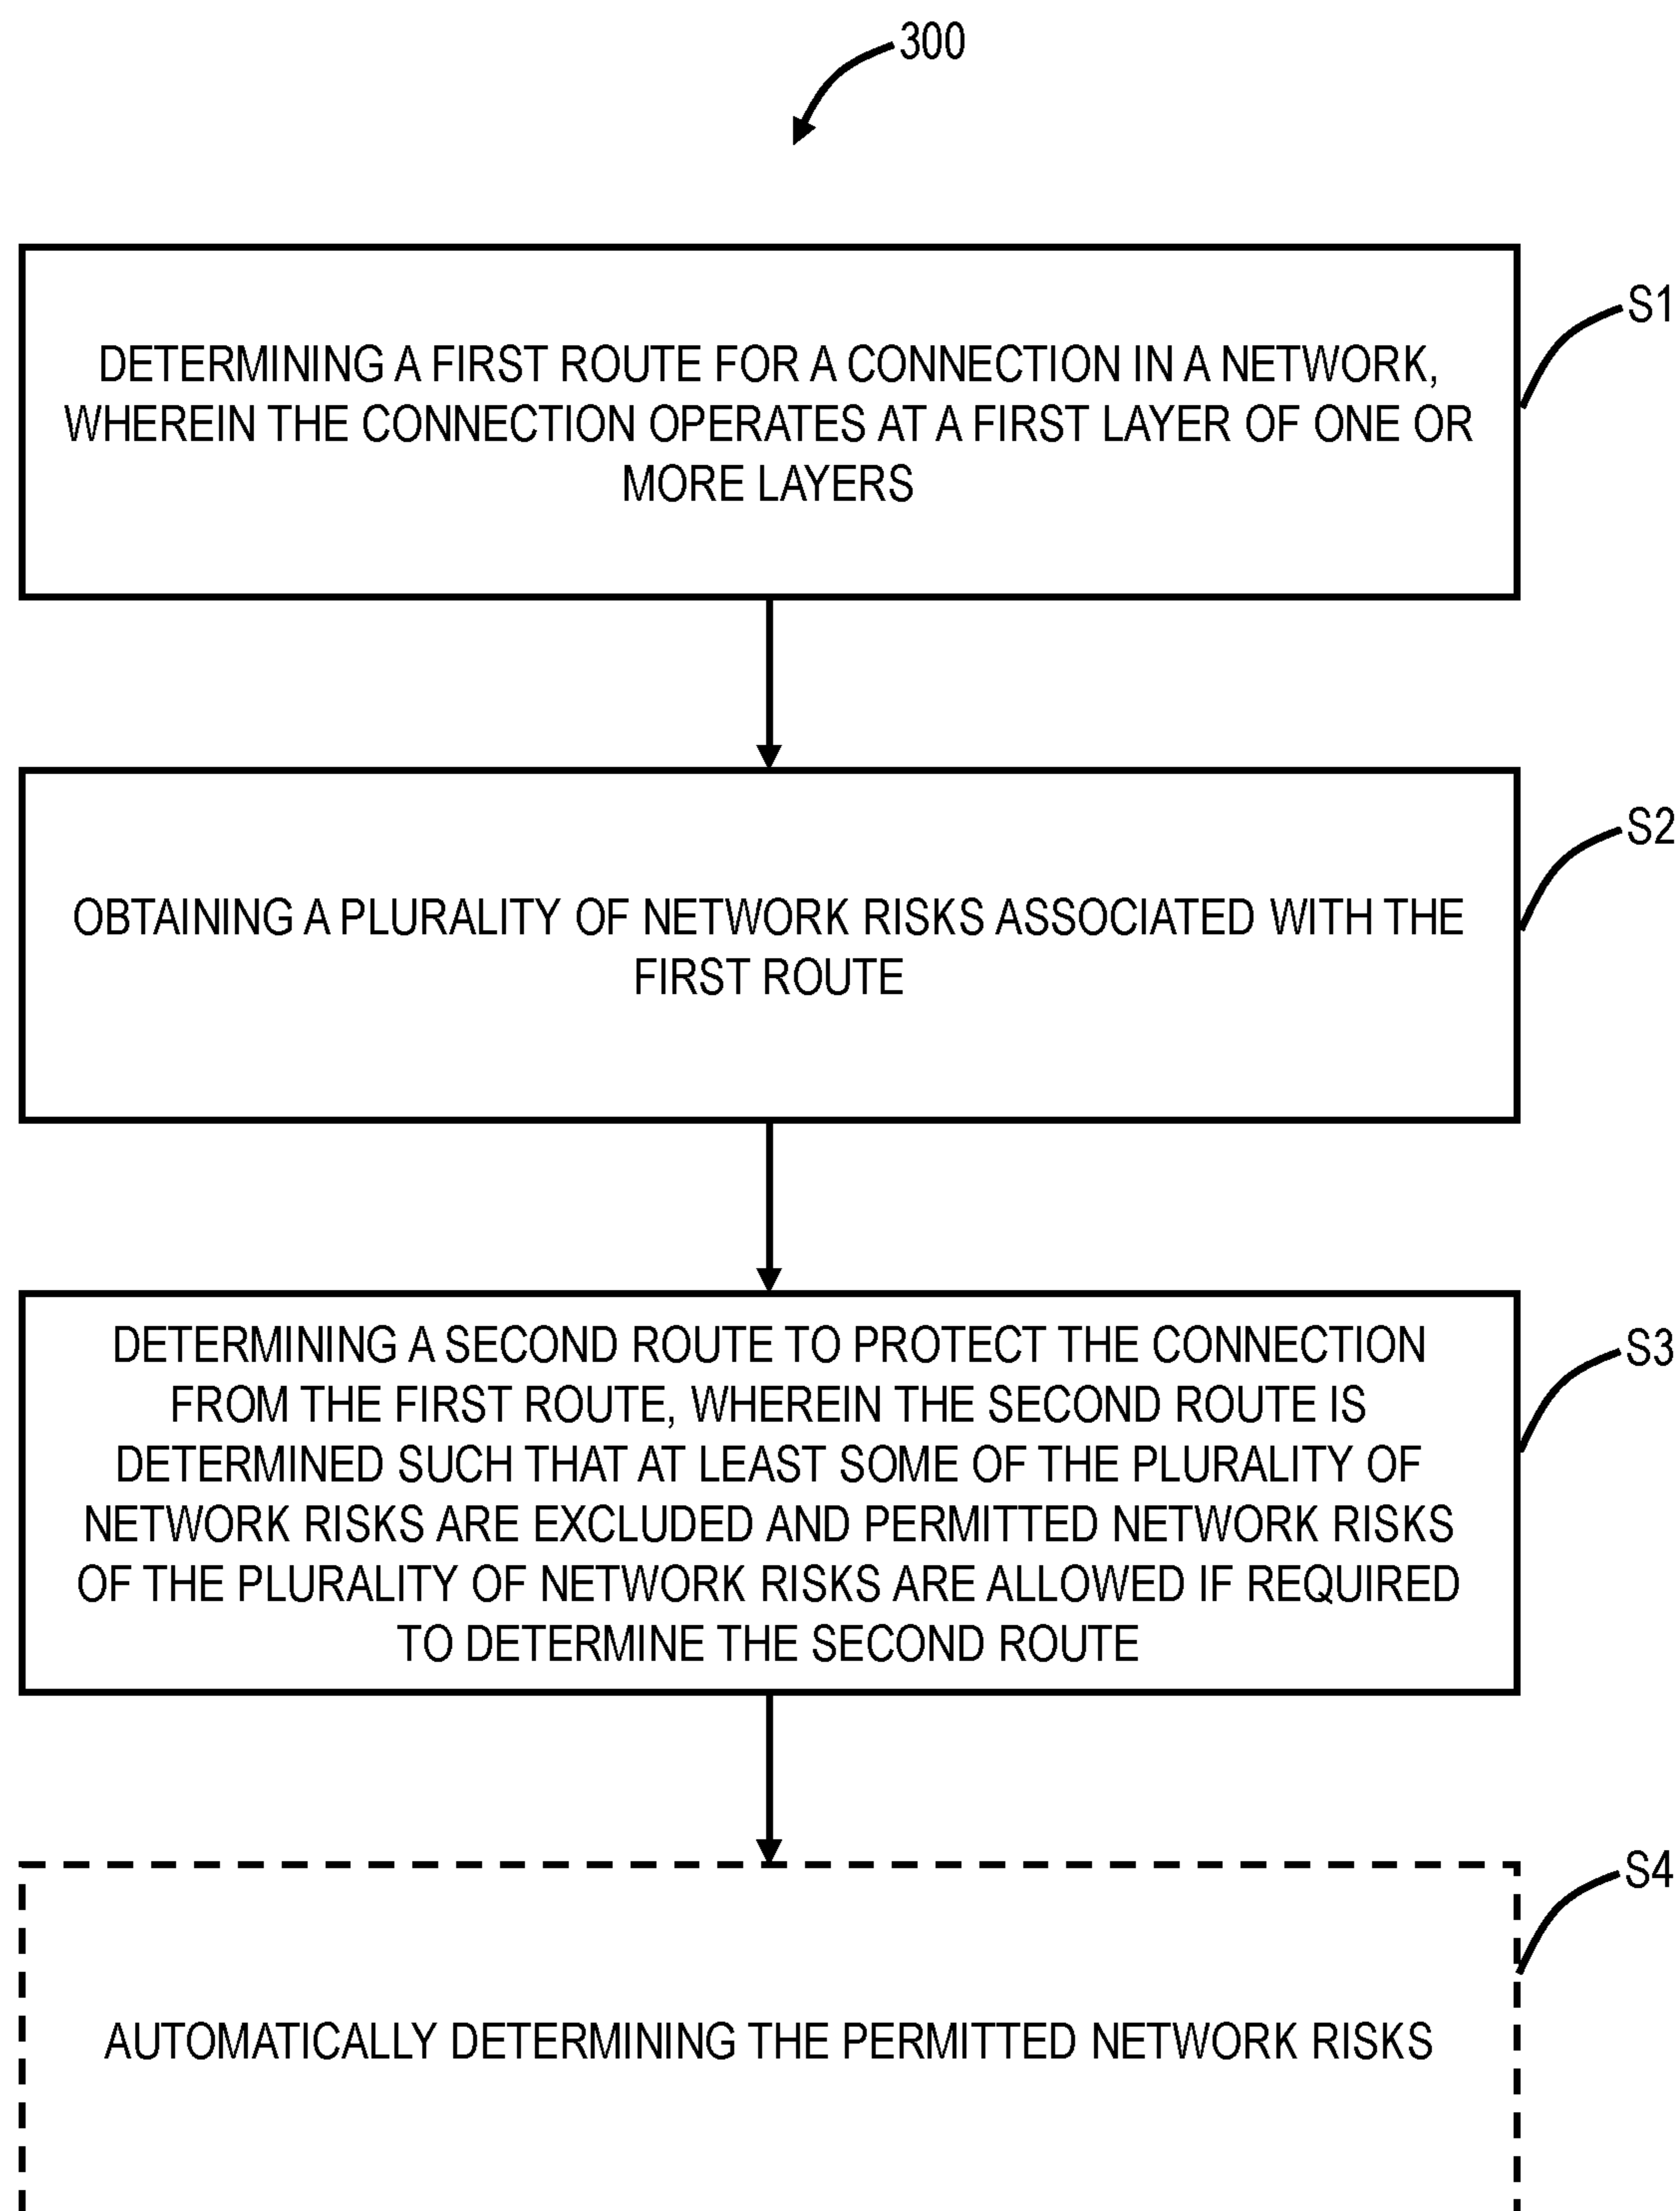 300
S1
DETERMINING A FIRST ROUTE FOR A CONNECTION IN A NETWORK,
WHEREIN THE CONNECTION OPERATES AT A FIRST LAYER OF ONE OR
MORE LAYERS
S2
OBTAINING A PLURALITY OF NETWORK RISKS ASSOCIATED WITH THE
FIRST ROUTE
S3
DETERMINING A SECOND ROUTE TO PROTECT THE CONNECTION
FROM THE FIRST ROUTE, WHEREIN THE SECOND ROUTE IS
DETERMINED SUCH THAT AT LEAST SOME OF THE PLURALITY OF
NETWORK RISKS ARE EXCLUDED AND PERMITTED NETWORK RISKS
OF THE PLURALITY OF NETWORK RISKS ARE ALLOWED IF REQUIRED
TO DETERMINE THE SECOND ROUTE
S4
AUTOMATICALLY DETERMINING THE PERMITTED NETWORK RISKS